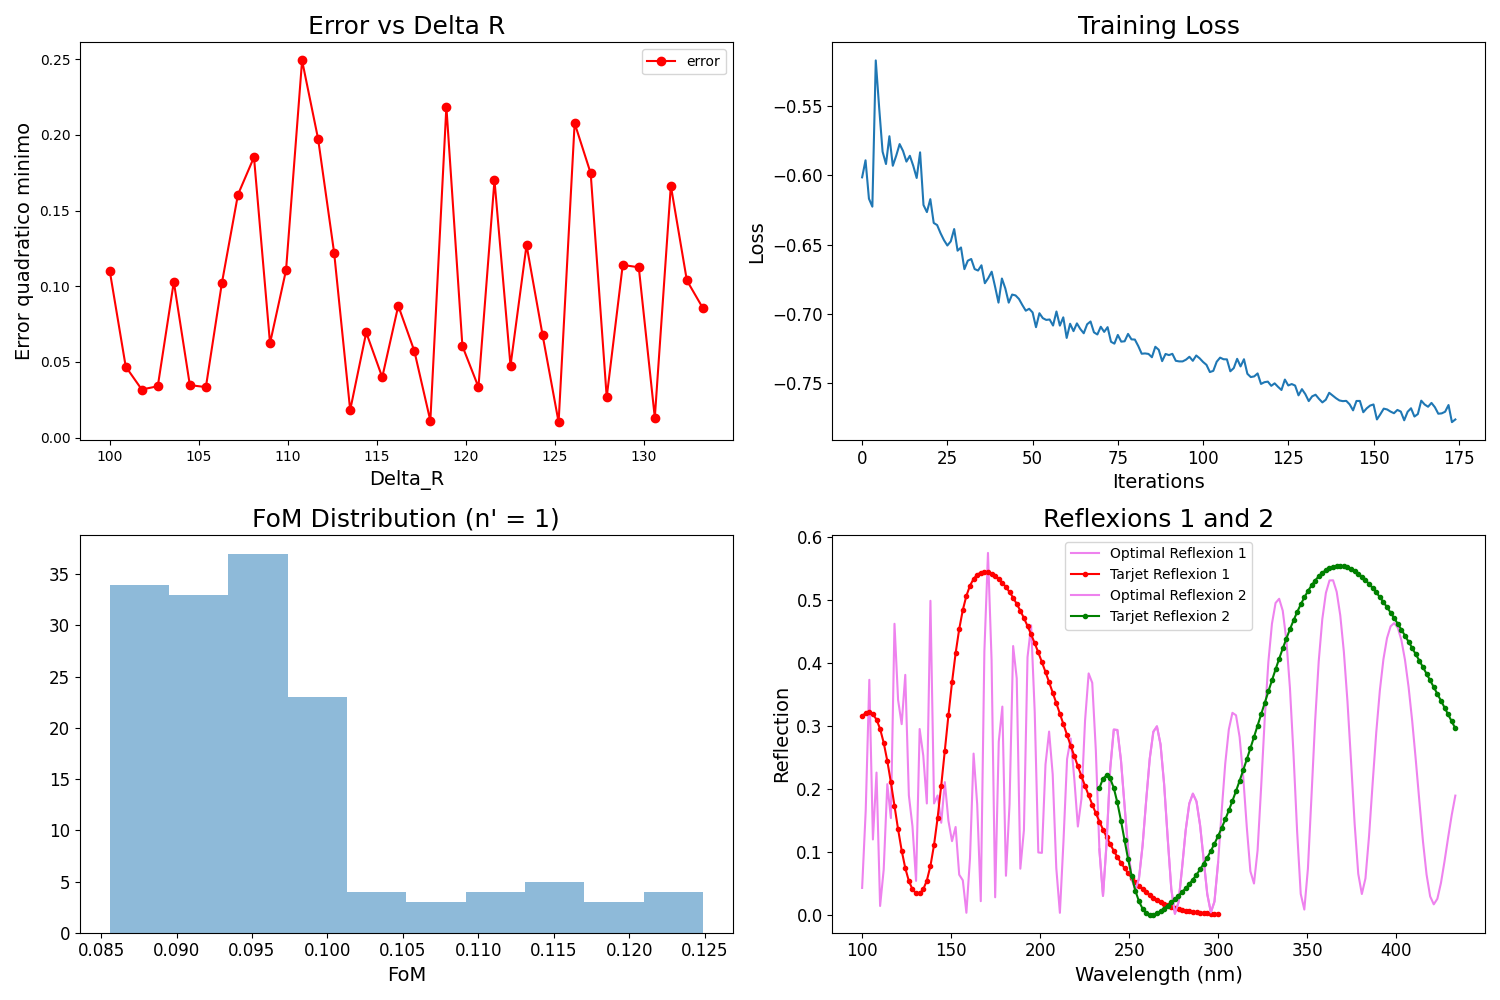 Error vs Delta R
error
Error quadratico minimo
0.25
0.20
0.15
0.10
0.05
0.00
100 105 110 115 120 125 130
Delta_R
Training Loss
Loss
−0.55
−0.60
−0.65
−0.70
−0.75
0 25 50 75 100 125 150 175
Iterations
FoM Distribution (n' = 1)
35
30
25
20
15
10
5
0
0.085 0.090 0.095 0.100 0.105 0.110 0.115 0.120 0.125
FoM
Reflexions 1 and 2
Optimal Reflexion 1
Tarjet Reflexion 1
Optimal Reflexion 2
Tarjet Reflexion 2
Reflection
0.6
0.5
0.4
0.3
0.2
0.1
0.0
100 150 200 250 300 350 400
Wavelength (nm)